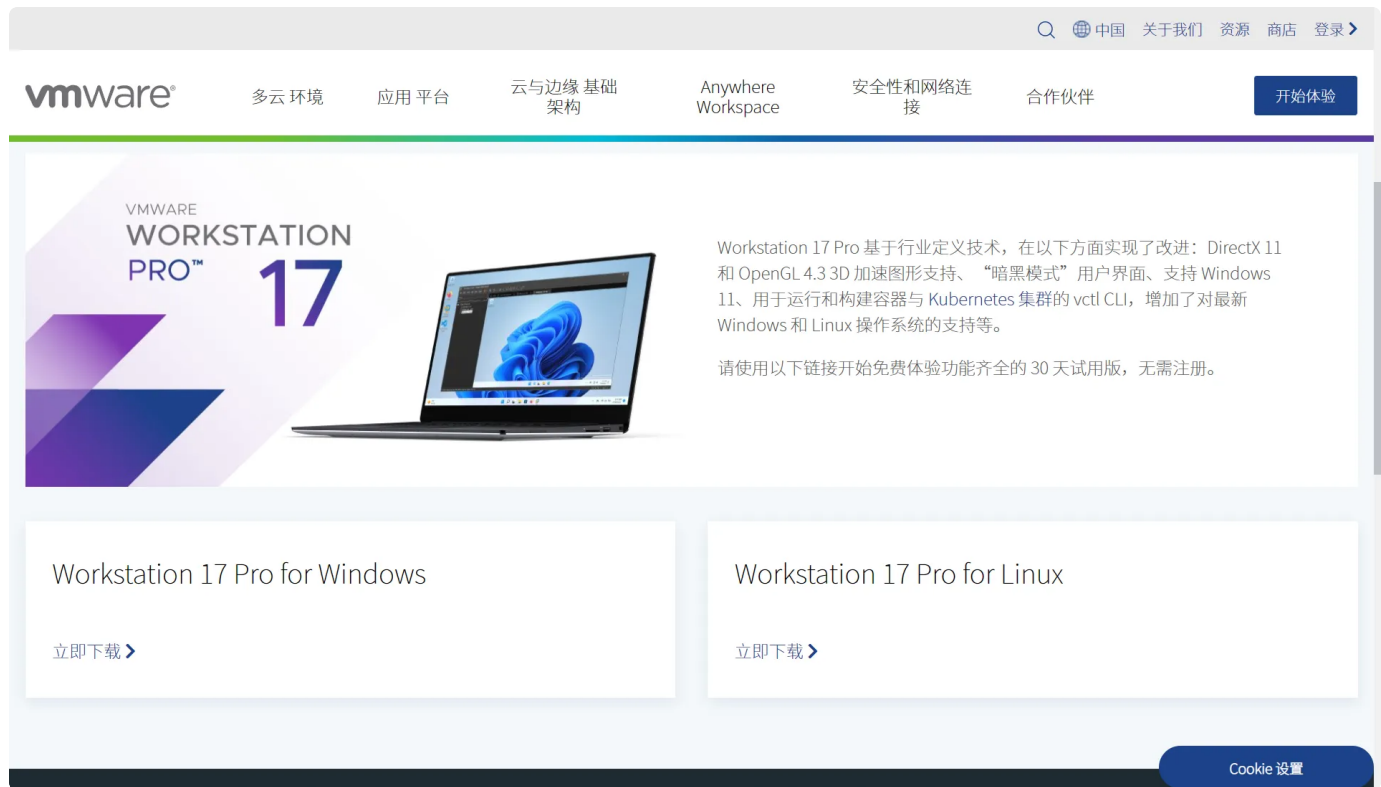 中国 关于我们 资源 商店 登录
vmware®
多云 环境
应用 平台
云与边缘 基础
架构
Anywhere
Workspace
安全性和网络连
接
合作伙伴
开始体验
VMWARE
WORKSTATION
PRO™ 17
Workstation 17 Pro 基于行业定义技术，在以下方面实现了改进：DirectX 11
和 OpenGL 4.3 3D 加速图形支持、“暗黑模式”用户界面、支持 Windows
11、用于运行和构建容器与 Kubernetes 集群的 vctl CLI，增加了对最新
Windows 和 Linux 操作系统的支持等。
请使用以下链接开始免费体验功能齐全的 30 天试用版，无需注册。
Workstation 17 Pro for Windows
立即下载
Workstation 17 Pro for Linux
立即下载
Cookie 设置